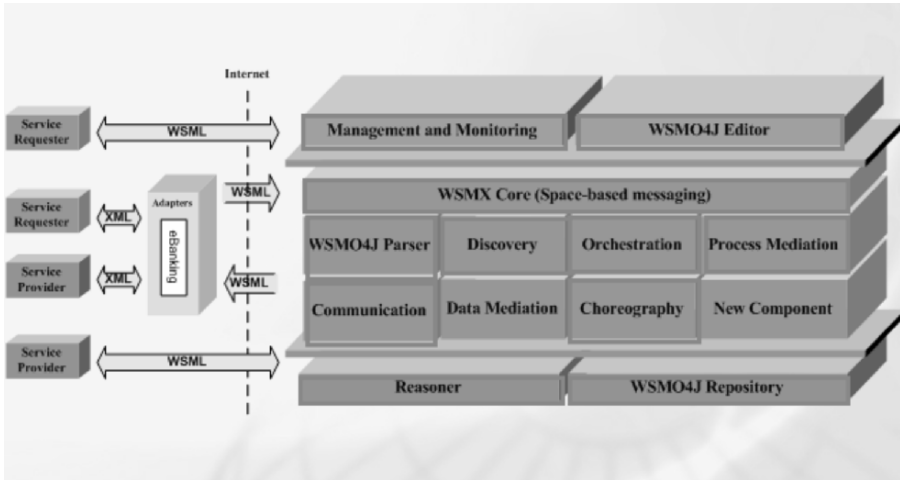 Internet
Service
Requester
WSML
Management and Monitoring
WSMO4J Editor
Service
Requester
XML
Adapters
eBanking
WSML
WSMX Core (Space-based messaging)
WSMO4J Parser
Discovery
Orchestration
Process Mediation
Service
Provider
XML
WSML
Communication
Data Mediation
Choreography
New Component
Service
Provider
WSML
Reasoner
WSMO4J Repository